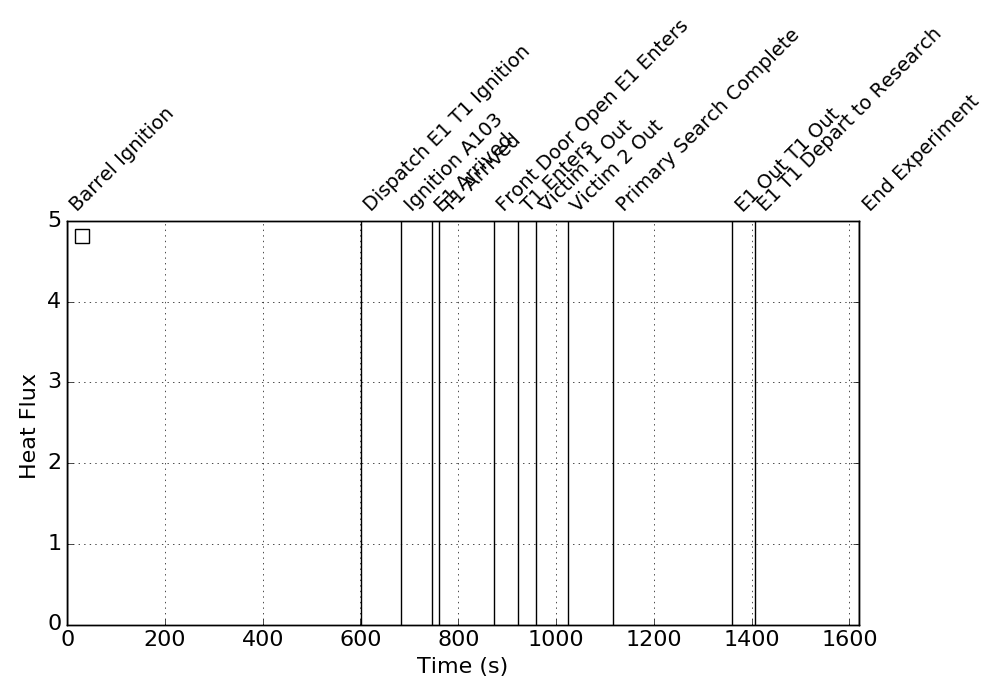 Barrel Ignition
Dispatch E1 T1 Ignition
Ignition A103
E1 Arrived
T1 Arrived
Front Door Open E1 Enters
T1 Enters
Victim 1 Out
Victim 2 Out
Primary Search Complete
E1 Out T1 Out
E1 T1 Depart to Research
End Experiment
5
4
3
2
1
0
Heat Flux
0 200 400 600 800 1000 1200 1400 1600
Time (s)